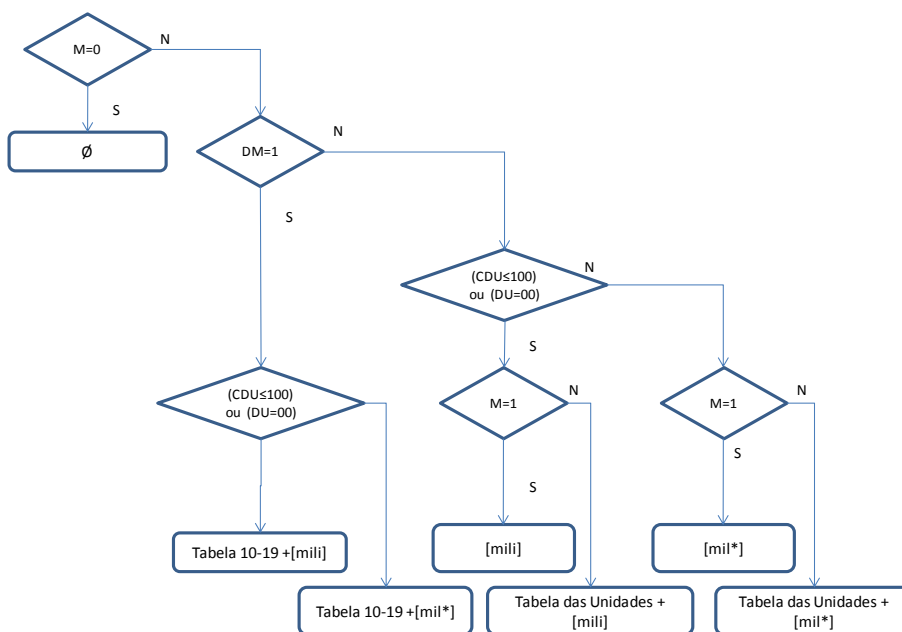 M=0
N
S
Ø
DM=1
N
S
(CDU≤100)
ou (DU=00)
N
S
(CDU≤100)
ou (DU=00)
M=1
N
M=1
N
S
S
Tabela 10-19 +[mili]
[mili]
[mil*]
Tabela 10-19 +[mil*]
Tabela das Unidades +
[mili]
Tabela das Unidades +
[mil*]